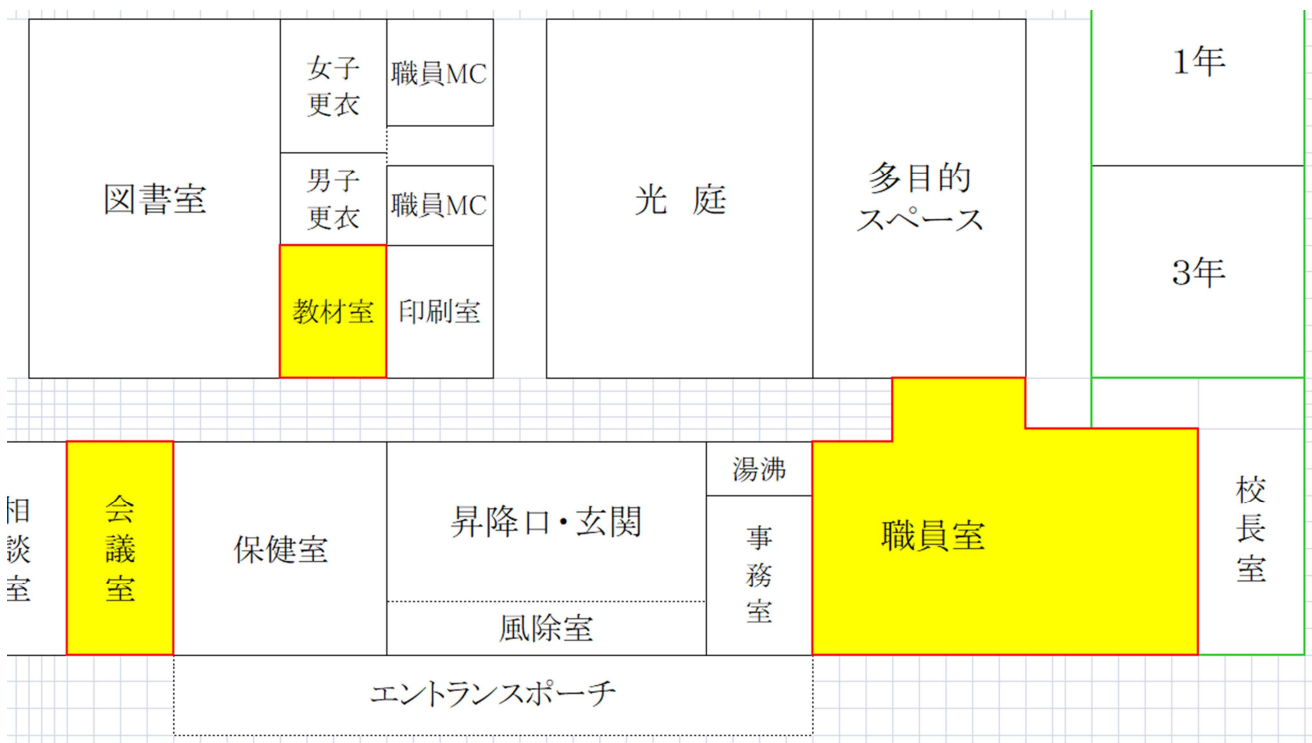 女子
更衣
職員MC
1年
図書室
男子
更衣
職員MC
光 庭
多目的
スペース
3年
教材室
印刷室
相談室
会議室
保健室
昇降口・玄関
風除室
湯沸
事務室
職員室
校長室
エントランスポーチ